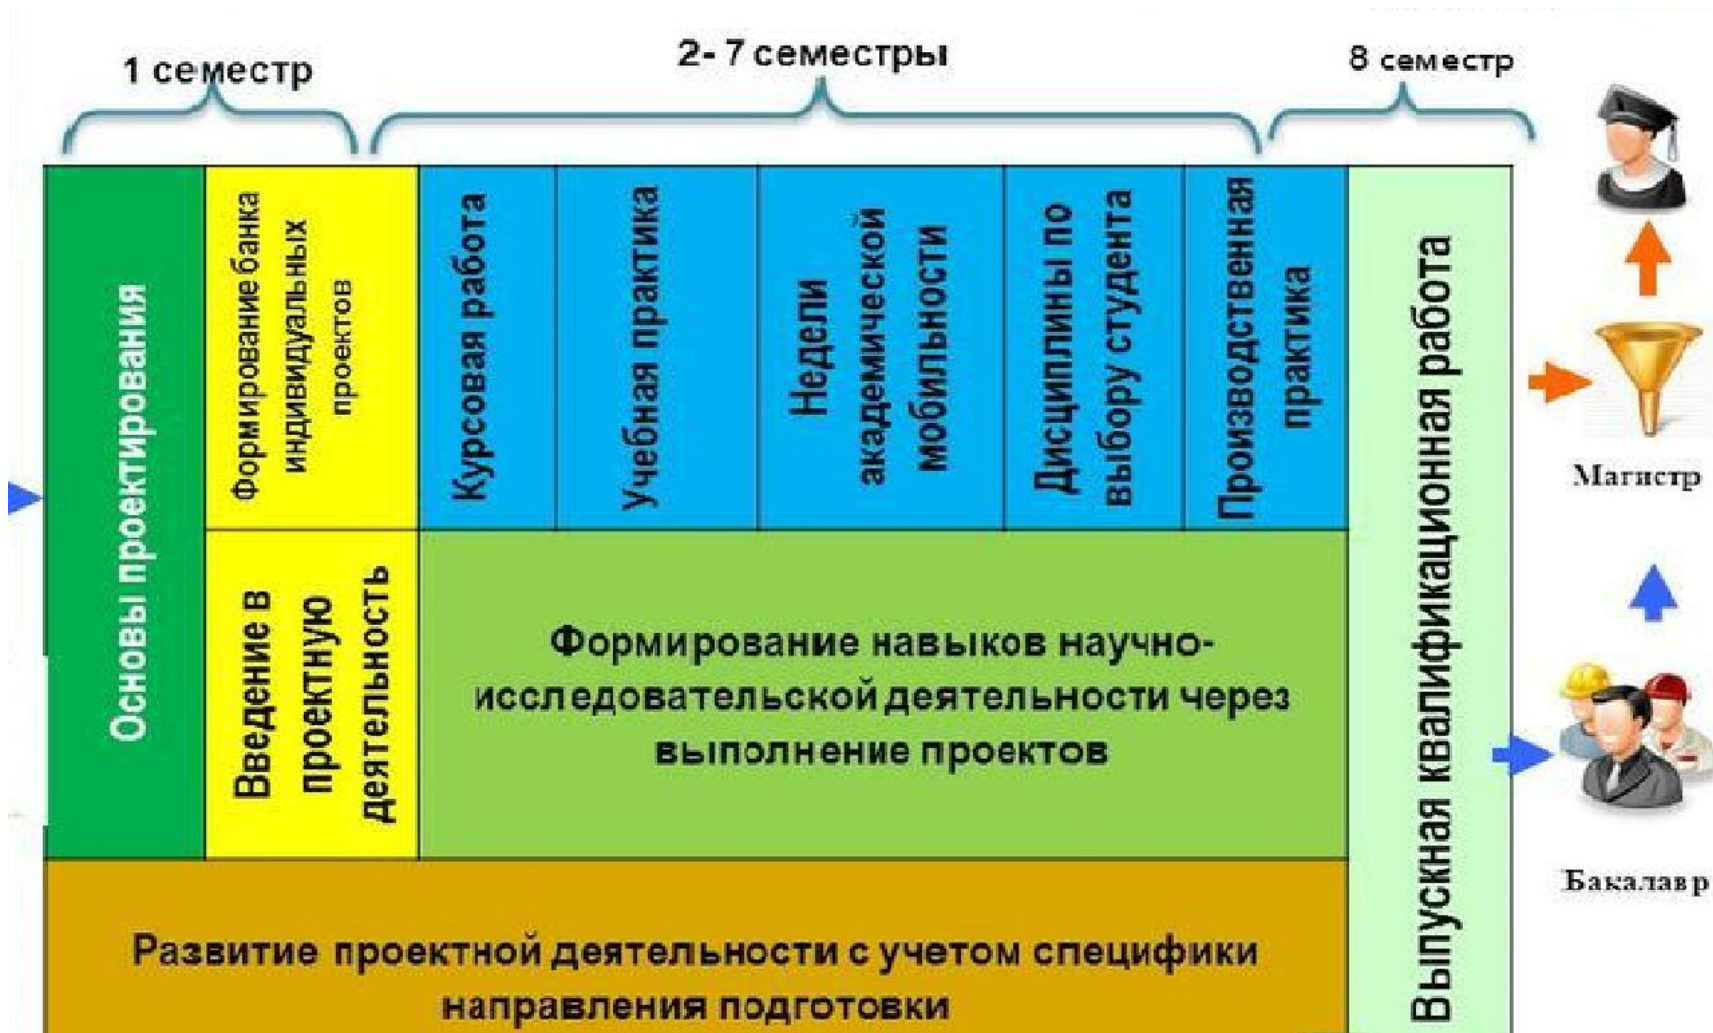 1 семестр
2- 7 семестры
8 семестр
Основы проектирования
Формирование банка
индивидуальных
проектов
Введение в
проектную
деятельность
Курсовая работа
Учебная практика
Недели
академической
мобильности
Дисциплины по
выбору студента
Производственная
практика
Формирование навыков научно-
исследовательской деятельности через
выполнение проектов
Развитие проектной деятельности с учетом специфики
направления подготовки
Выпускная квалификационная работа
Магистр
Бакалавр